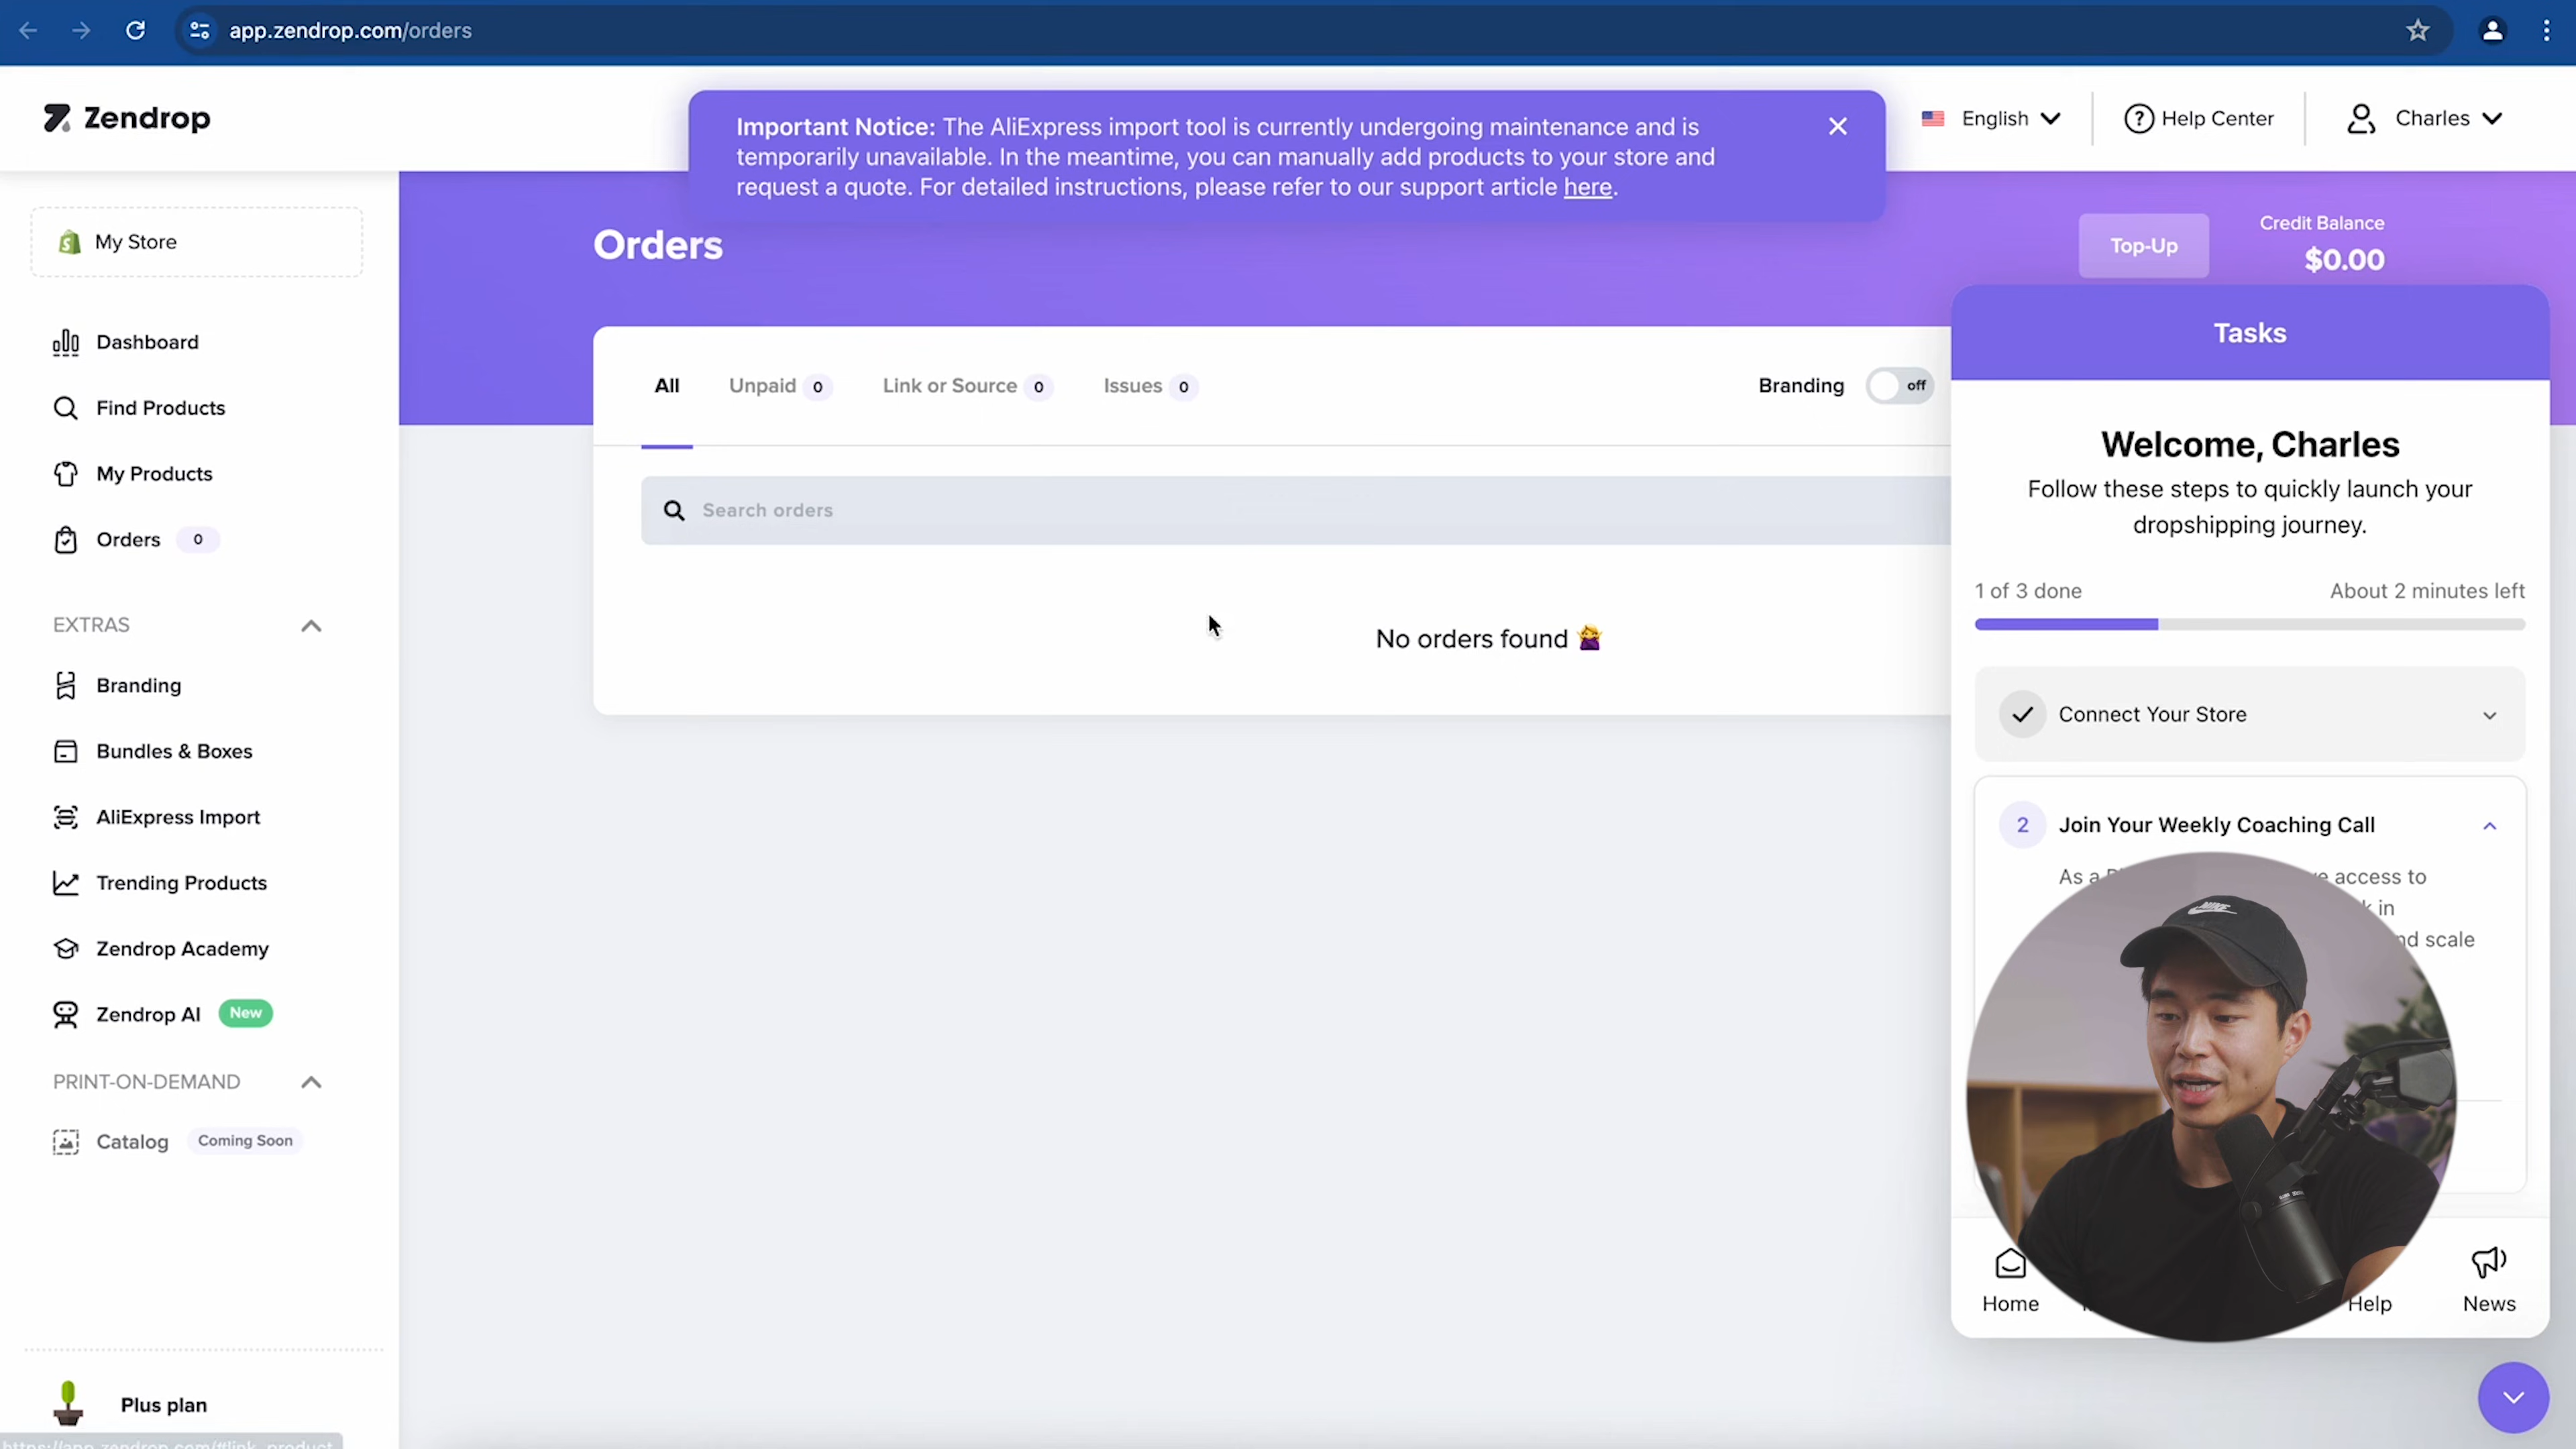 app.zendrop.com/orders
Zendrop
Important Notice: The AliExpress import tool is currently undergoing maintenance and is
temporarily unavailable. In the meantime, you can manually add products to your store and
request a quote. For detailed instructions, please refer to our support article here.
English
Help Center
Charles
My Store
Orders
Top-Up
Credit Balance
$0.00
Dashboard
Find Products
My Products
Orders 0
EXTRAS
Branding
Bundles & Boxes
AliExpress Import
Trending Products
Zendrop Academy
Zendrop AI New
PRINT-ON-DEMAND
Catalog Coming Soon
Plus plan
https://app.zendrop.com/#link_product
All
Unpaid 0
Link or Source 0
Issues 0
Branding off
Search orders
No orders found
Tasks
Welcome, Charles
Follow these steps to quickly launch your
dropshipping journey.
1 of 3 done
About 2 minutes left
Connect Your Store
2 Join Your Weekly Coaching Call
As a access to
in
scale
NIKE
Home
Help
News